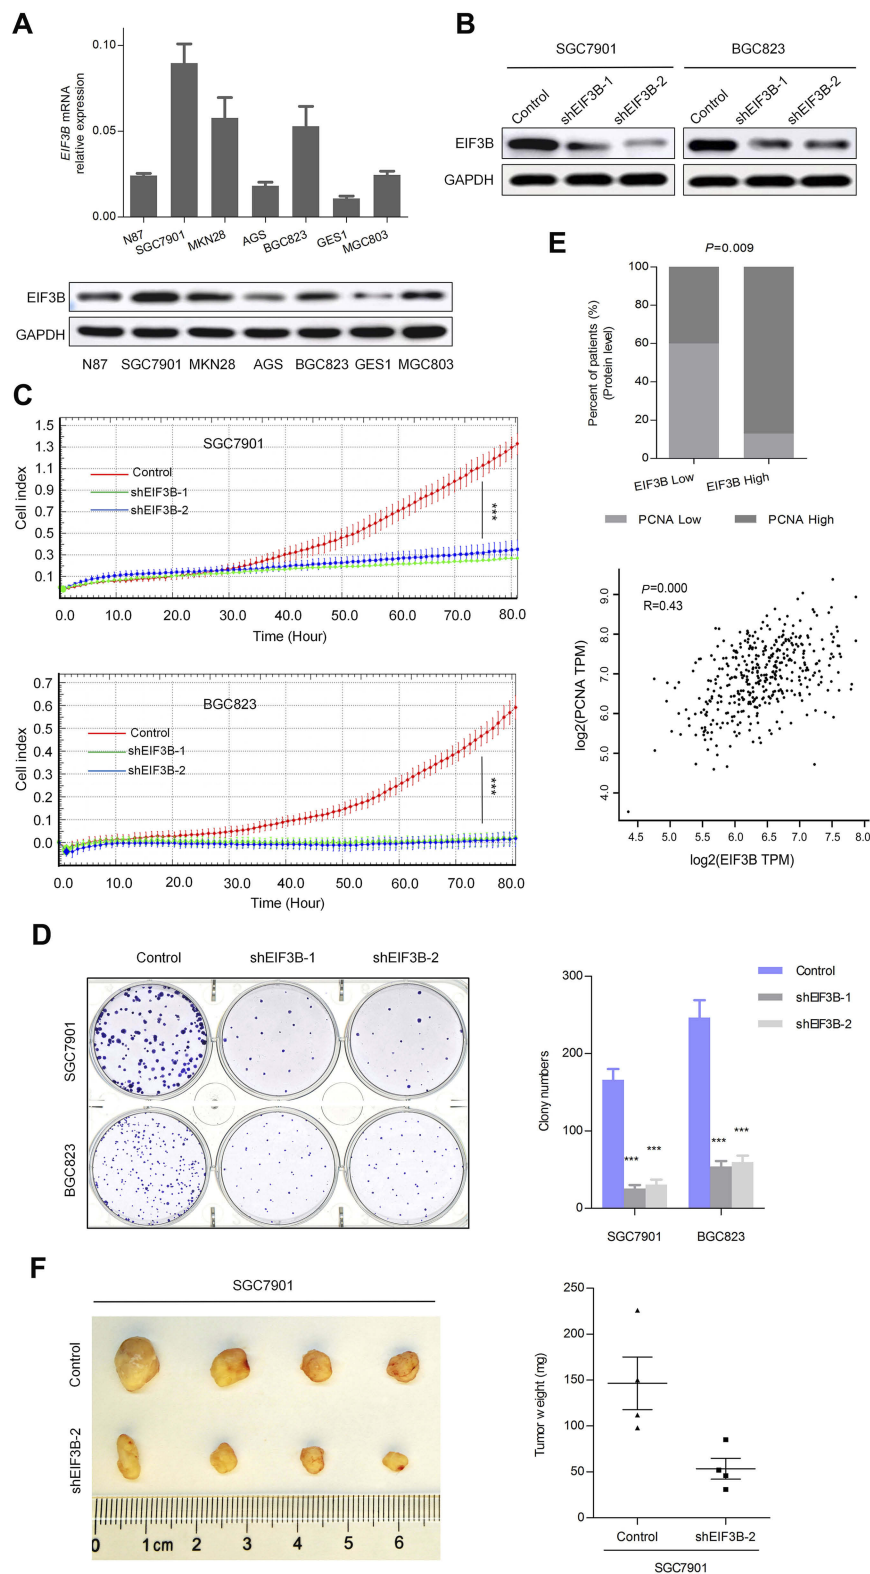 A
0.10
0.05
0.00
EIF3B mRNA
relative expression
N87
SGC7901
MKN28
AGS
BGC823
GES1
MGC803
EIF3B
GAPDH
N87 SGC7901 MKN28 AGS BGC823 GES1 MGC803
B
SGC7901 BGC823
Control shEIF3B-1 shEIF3B-2 Control shEIF3B-1 shEIF3B-2
EIF3B
GAPDH
C
SGC7901
Control
shEIF3B-1
shEIF3B-2
***
Cell index
1.5
1.3
1.1
0.9
0.7
0.5
0.3
0.1
0.0 10.0 20.0 30.0 40.0 50.0 60.0 70.0 80.0
Time (Hour)
BGC823
Control
shEIF3B-1
shEIF3B-2
***
Cell index
0.7
0.6
0.5
0.4
0.3
0.2
0.1
0.0
0.0 10.0 20.0 30.0 40.0 50.0 60.0 70.0 80.0
Time (Hour)
E
P=0.009
Percent of patients (%)
(Protein level)
100
80
60
40
20
0
EIF3B Low EIF3B High
PCNA Low PCNA High
P=0.000
R=0.43
log2(PCNA TPM)
9.0
8.0
7.0
6.0
5.0
4.0
4.5 5.0 5.5 6.0 6.5 7.0 7.5 8.0
log2(EIF3B TPM)
D
Control shEIF3B-1 shEIF3B-2
SGC7901
BGC823
Clony numbers
300
200
100
0
Control
shEIF3B-1
shEIF3B-2
*** ***
*** ***
SGC7901 BGC823
F
SGC7901
Control
shEIF3B-2
0 1cm 2 3 4 5 6
Tumor weight (mg)
250
200
150
100
50
0
Control shEIF3B-2
SGC7901